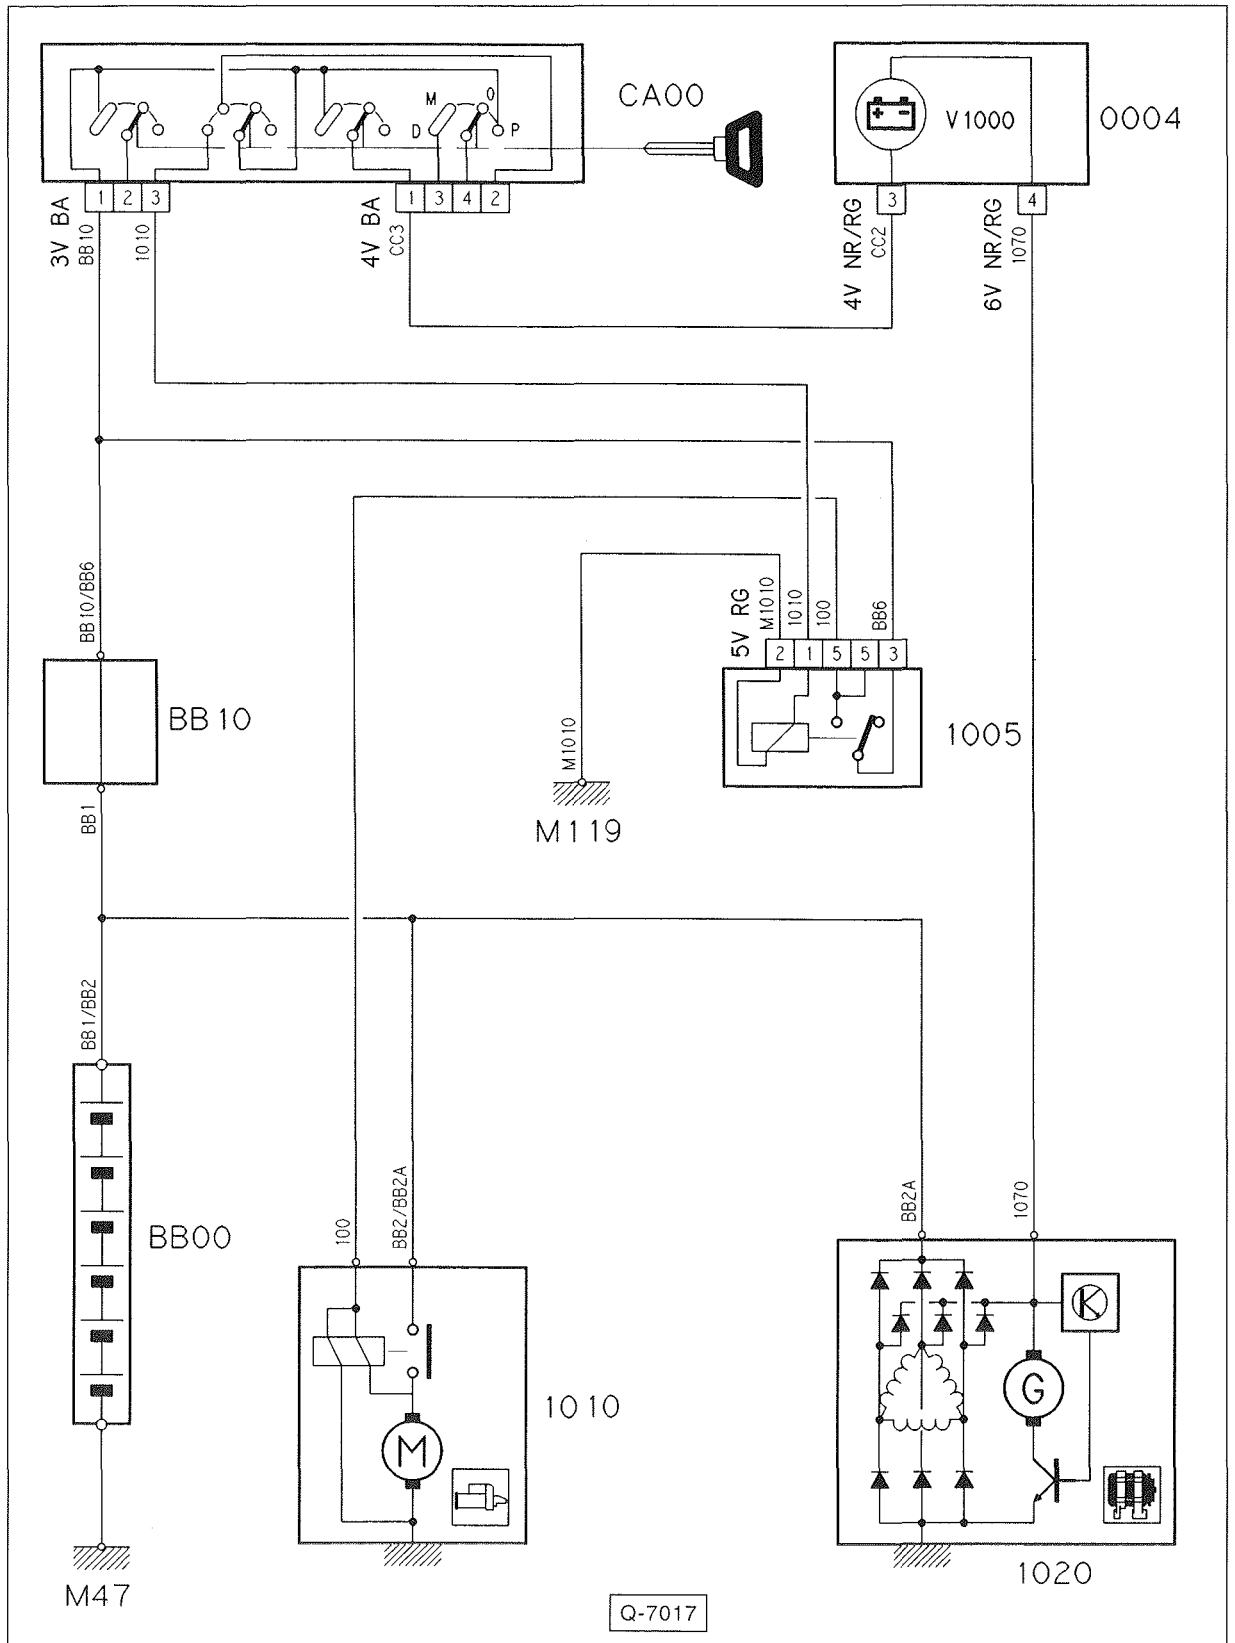 M
O
D
P
CA00
V1000
0004
1 2 3
1 3 4 2
3
4
3V BA
BB10
1010
4V BA
CC3
4V NR/RG
CC2
6V NR/RG
1070
BB10/BB6
5V RG
M1010
1010
100
BB6
2 1 5 5 3
BB10
1005
M1010
M119
BB1
BB1/BB2
BB00
100
BB2/BB2A
BB2A
1070
K
G
M
1010
1020
M47
Q-7017